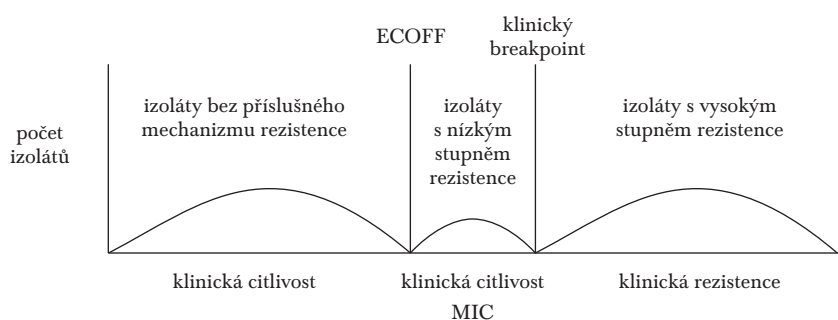 ECOFF
klinický
breakpoint
počet
izolátů
izoláty bez příslušného
mechanizmu rezistence
izoláty
s nízkým
stupněm
rezistence
izoláty s vysokým
stupněm rezistence
klinická citlivost
klinická citlivost
klinická rezistence
MIC